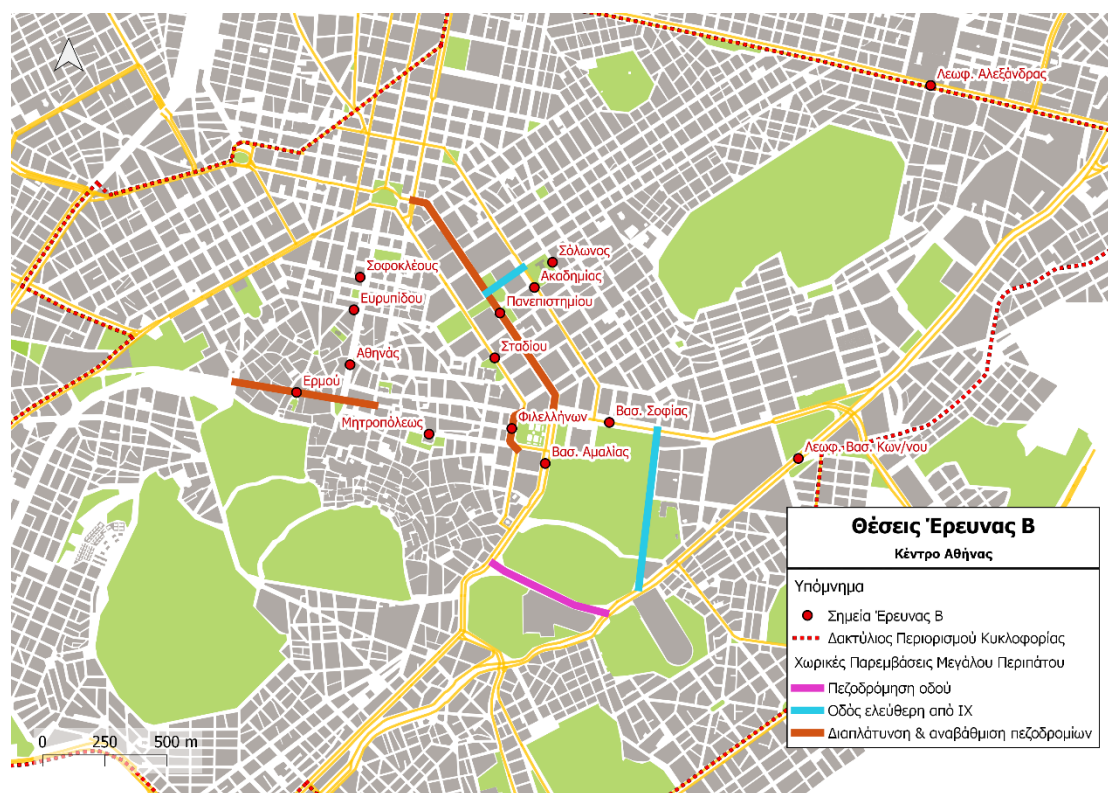 Λεωφ. Αλεξάνδρας
Σόλωνος
Σοφοκλέους
Ακαδημίας
Ευρυπίδου
Πανεπιστημίου
Σταδίου
Αθηνάς
Ερμού
Βασ. Σοφίας
Μητροπόλεως
Φιλελλήνων
Βασ. Αμαλίας
Λεωφ. Βασ. Κων/νου
Θέσεις Έρευνας Β
Κέντρο Αθήνας
Υπόμνημα
Σημεία Έρευνας Β
Δακτύλιος Περιορισμού Κυκλοφορίας
Χωρικές Παρεμβάσεις Μεγάλου Περιπάτου
Πεζοδρόμηση οδού
Οδός ελεύθερη από ΙΧ
Διαπλάτυνση & αναβάθμιση πεζοδρομίων
0 250 500 m